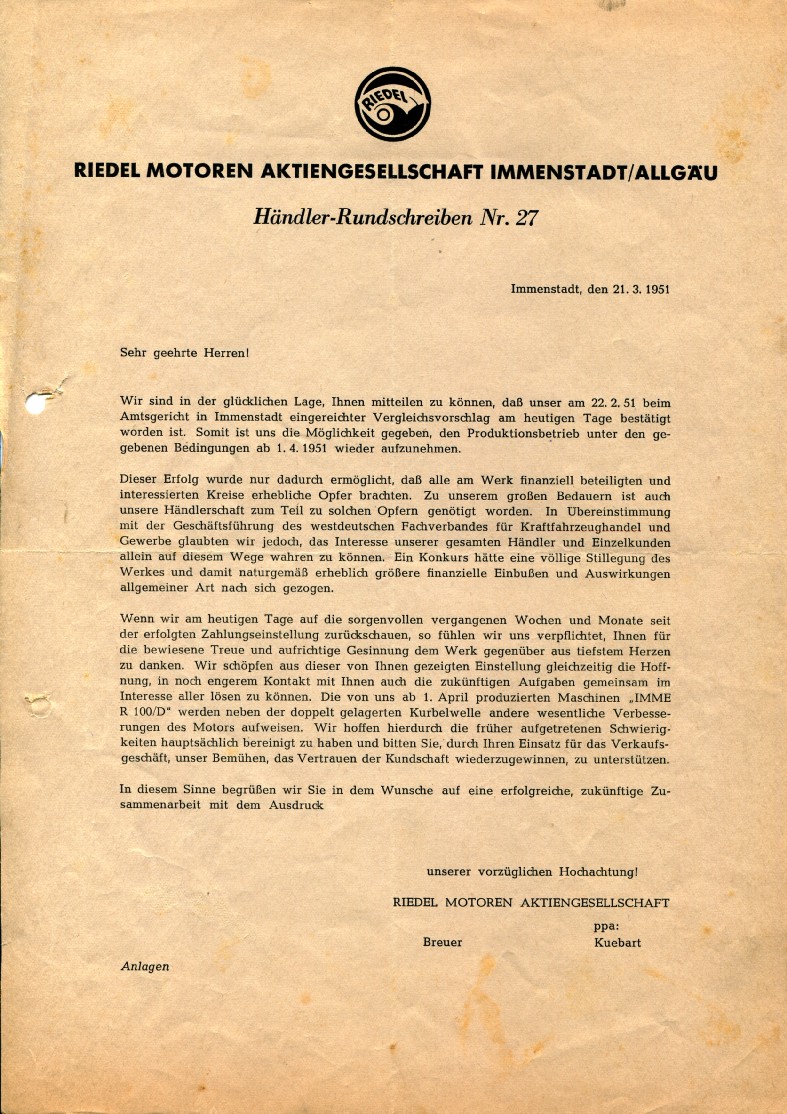 RIEDEL
RIEDEL MOTOREN AKTIENGESELLSCHAFT IMMENSTADT/ALLGÄU
Händler-Rundschreiben Nr. 27
Immenstadt, den 21. 3. 1951
Sehr geehrte Herren!
Wir sind in der glücklichen Lage, Ihnen mitteilen zu können, daß unser am 22. 2. 51 beim
Amtsgericht in Immenstadt eingereichter Vergleichsvorschlag am heutigen Tage bestätigt
worden ist. Somit ist uns die Möglichkeit gegeben, den Produktionsbetrieb unter den ge-
gebenen Bedingungen ab 1. 4. 1951 wieder aufzunehmen.
Dieser Erfolg wurde nur dadurch ermöglicht, daß alle am Werk finanziell beteiligten und
interessierten Kreise erhebliche Opfer brachten. Zu unserem großen Bedauern ist auch
unsere Händlerschaft zum Teil zu solchen Opfern genötigt worden. In Übereinstimmung
mit der Geschäftsführung des westdeutschen Fachverbandes für Kraftfahrzeughandel und
Gewerbe glaubten wir jedoch, das Interesse unserer gesamten Händler und Einzelkunden
allein auf diesem Wege wahren zu können. Ein Konkurs hätte eine völlige Stillegung des
Werkes und damit naturgemäß erheblich größere finanzielle Einbußen und Auswirkungen
allgemeiner Art nach sich gezogen.
Wenn wir am heutigen Tage auf die sorgenvollen vergangenen Wochen und Monate seit
der erfolgten Zahlungseinstellung zurückschauen, so fühlen wir uns verpflichtet, Ihnen für
die bewiesene Treue und aufrichtige Gesinnung dem Werk gegenüber aus tiefstem Herzen
zu danken. Wir schöpfen aus dieser von Ihnen gezeigten Einstellung gleichzeitig die Hoff-
nung, in noch engerem Kontakt mit Ihnen auch die zukünftigen Aufgaben gemeinsam im
Interesse aller lösen zu können. Die von uns ab 1. April produzierten Maschinen „IMME
R 100/D" werden neben der doppelt gelagerten Kurbelwelle andere wesentliche Verbesse-
rungen des Motors aufweisen. Wir hoffen hierdurch die früher aufgetretenen Schwierig-
keiten hauptsächlich bereinigt zu haben und bitten Sie, durch Ihren Einsatz für das Verkaufs-
geschäft, unser Bemühen, das Vertrauen der Kundschaft wiederzugewinnen, zu unterstützen.
In diesem Sinne begrüßen wir Sie in dem Wunsche auf eine erfolgreiche, zukünftige Zu-
sammenarbeit mit dem Ausdruck
unserer vorzüglichen Hochachtung!
RIEDEL MOTOREN AKTIENGESELLSCHAFT
ppa:
Breuer Kuebart
Anlagen